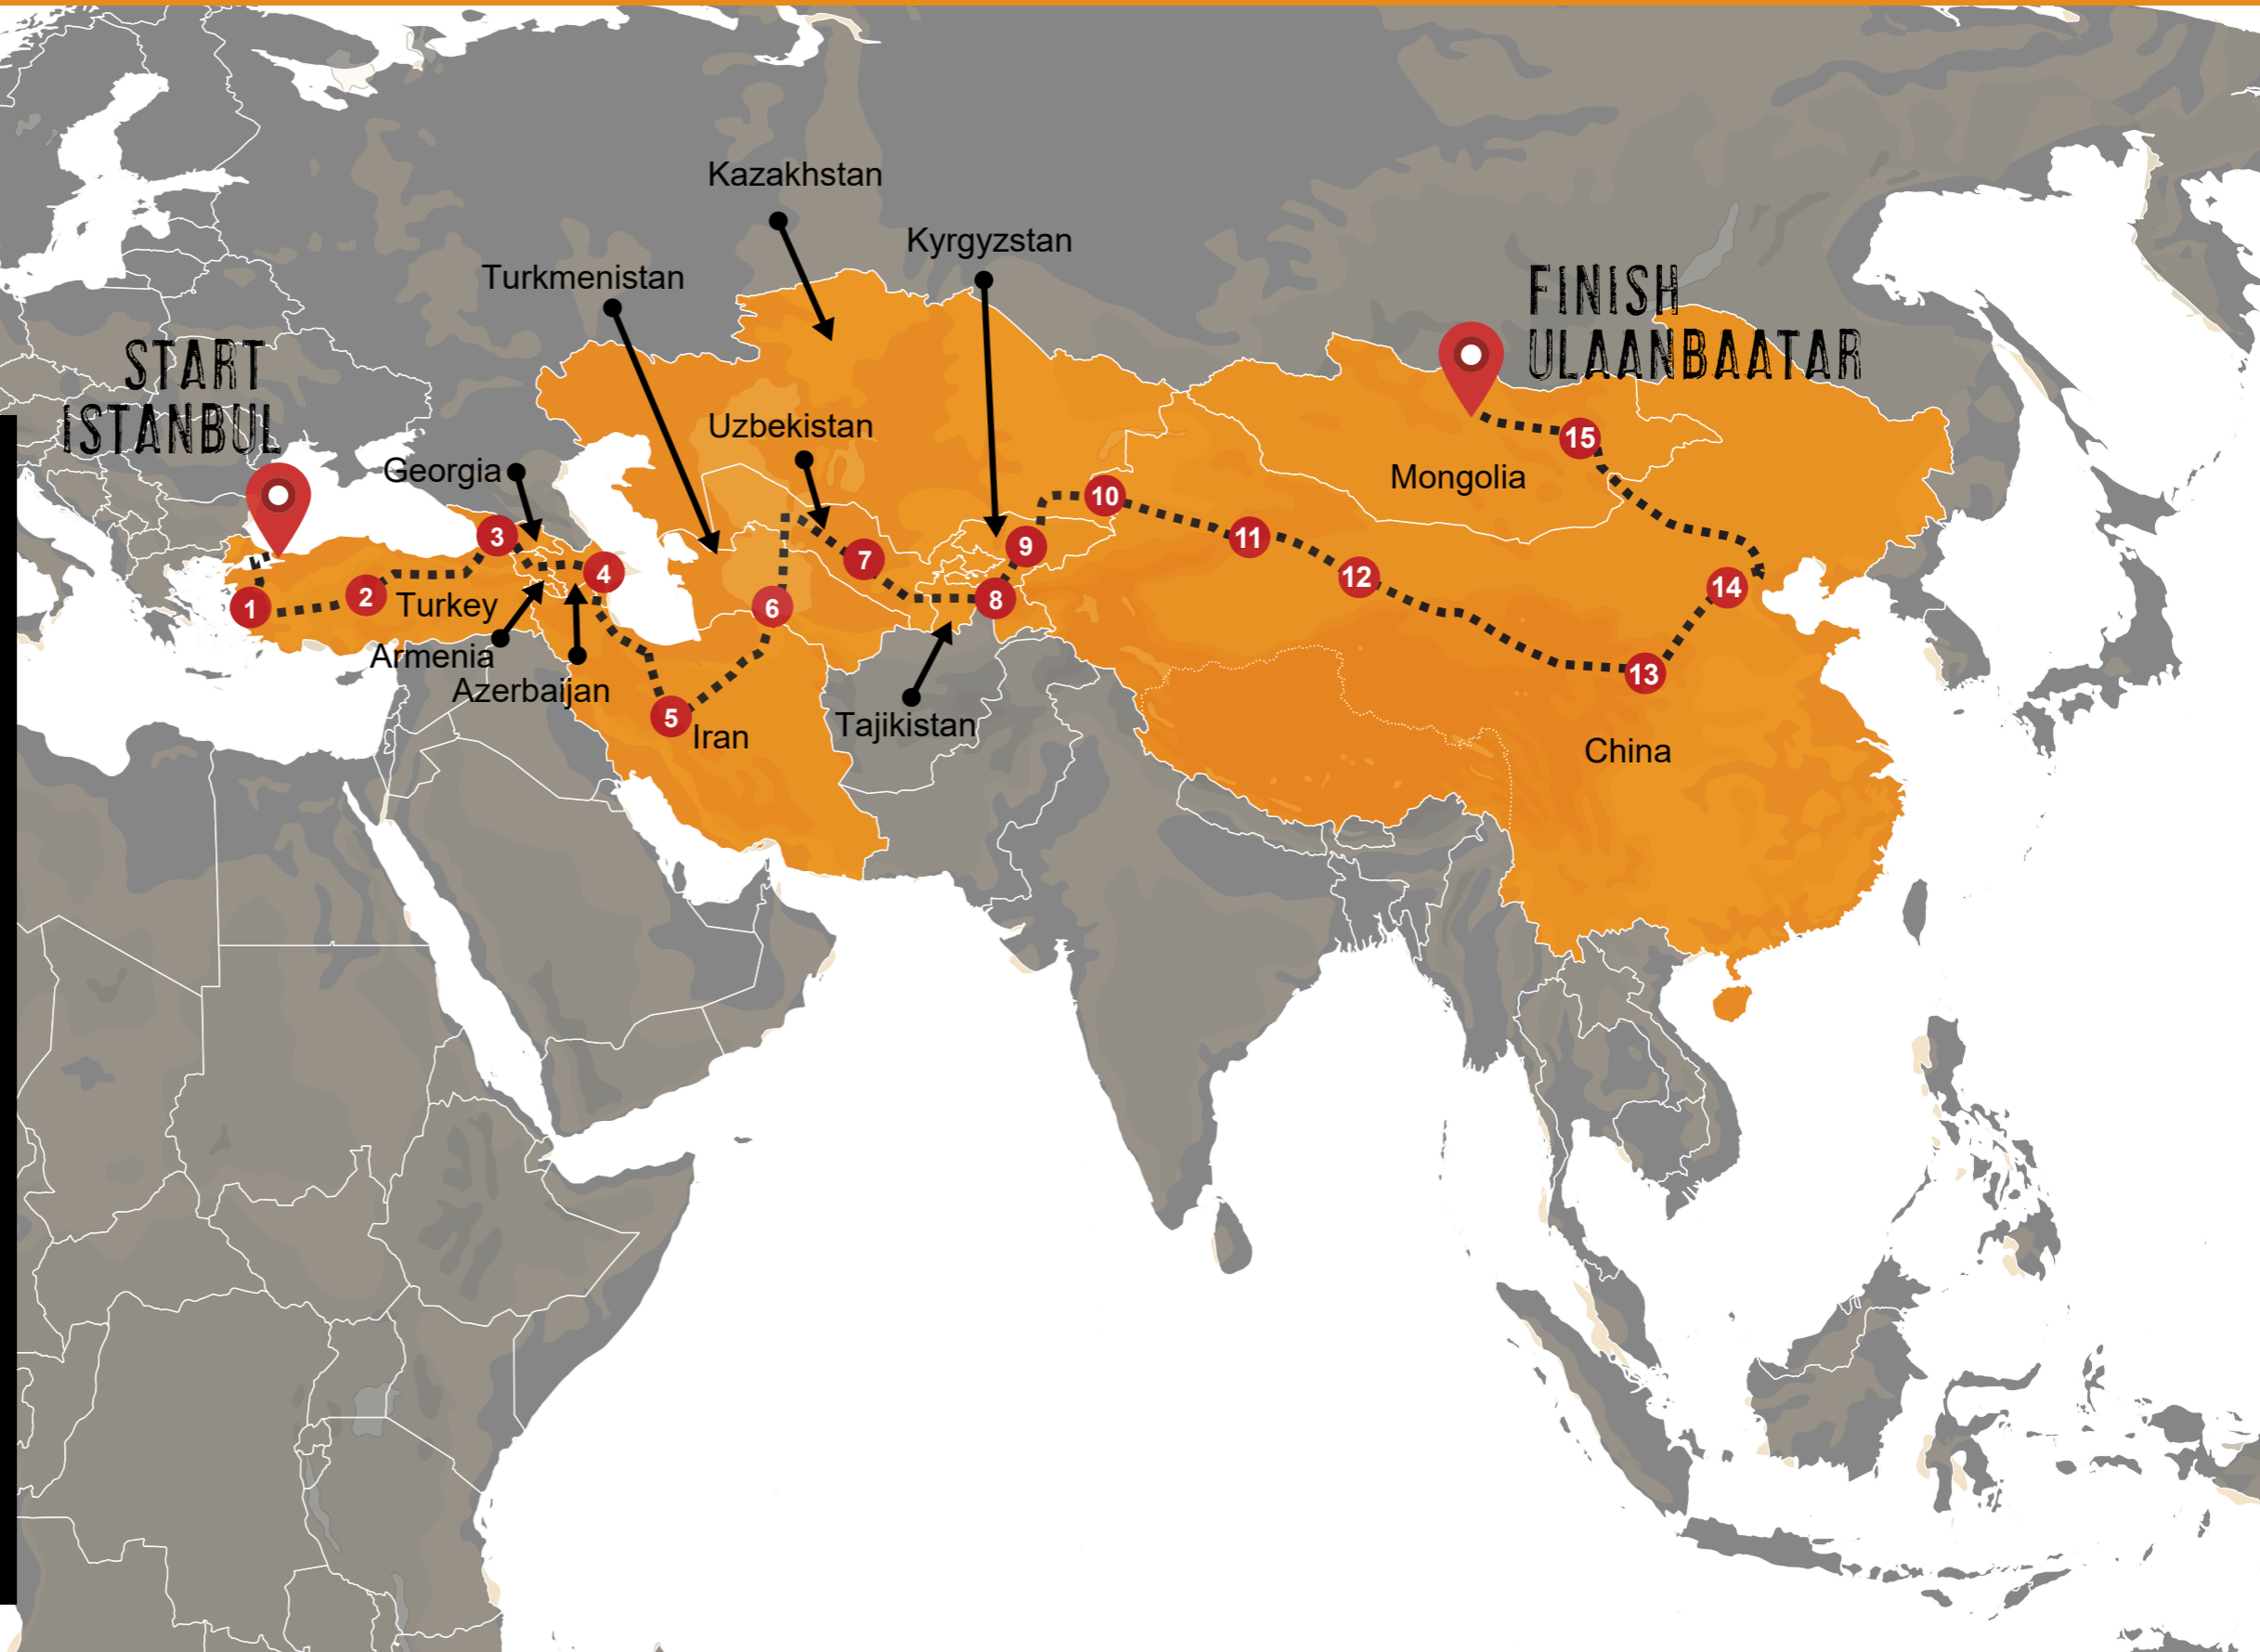 Kazakhstan
Kyrgyzstan
Turkmenistan
FINISH
ULAANBAATAR
START
ISTANBUL
Uzbekistan
Georgia
15
Mongolia
10
3
9
11
7
4
12
14
2
8
1
Turkey
6
Armenia
13
Azerbaijan
5
Iran
Tajikistan
China